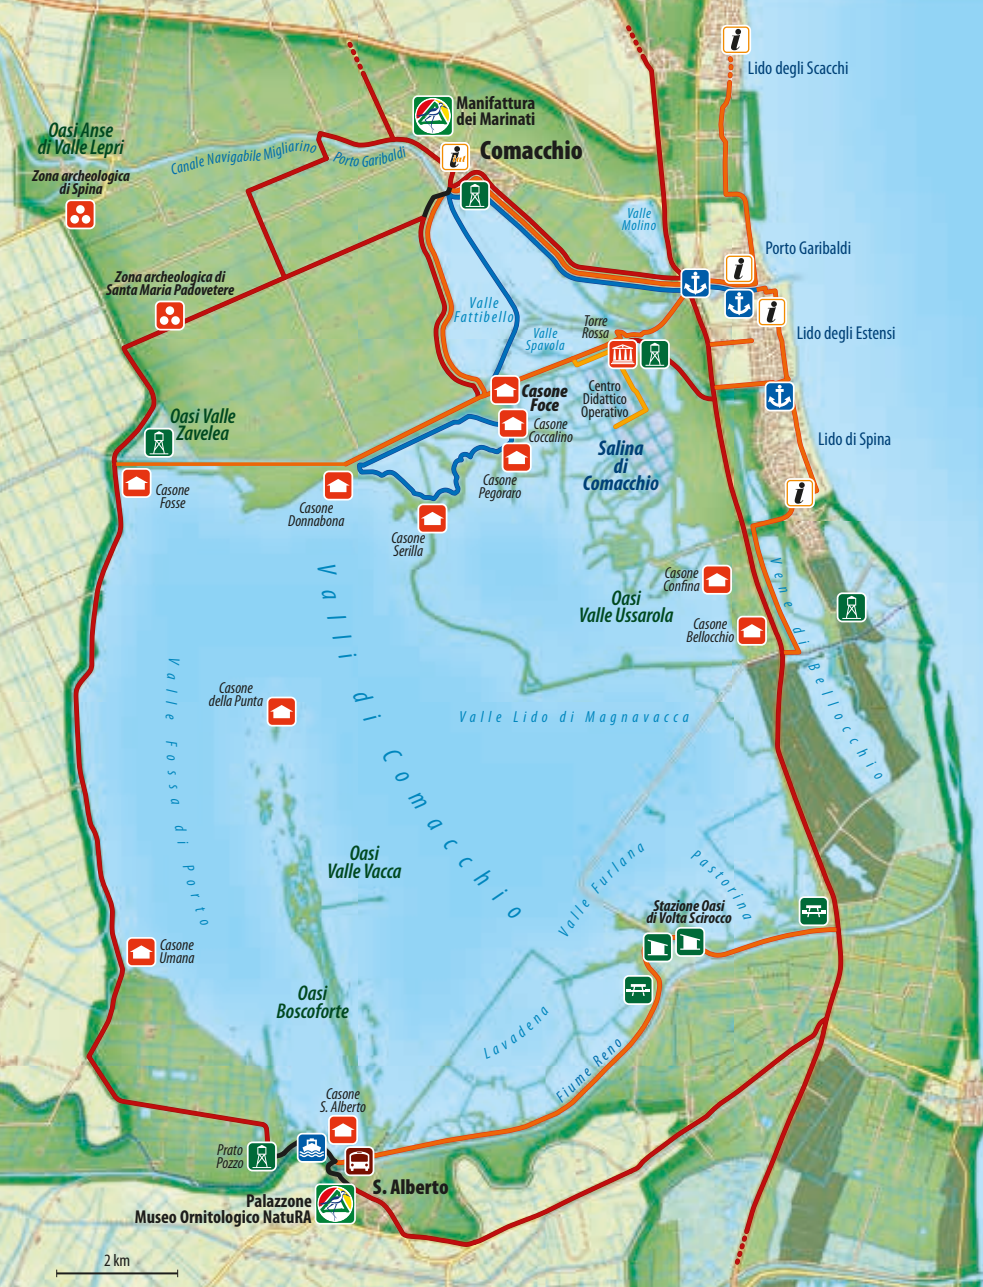 i
Lido degli Scacchi
Manifattura
dei Marinati
Oasi Anse
di Valle Lepri
Canale Navigabile Migliarino
Porto Garibaldi
i
Comacchio
Zona archeologica
di Spina
Valle
Molino
Porto Garibaldi
i
Zona archeologica di
Santa Maria Padovetere
Valle
Fattibello
Torre
Rossa
i
Lido degli Estensi
Valle
Spavola
Centro
Didattico
Operativo
Casone
Foce
Oasi Valle
Zavelea
Casone
Coccalino
Salina
di
Comacchio
Lido di Spina
Casone
Fosse
Casone
Donnabona
Casone
Pegoraro
i
Casone
Serilla
Valli di Comacchio
Casone
Confina
Oasi
Valle Ussarola
Vene di Bellocchio
Casone
Bellocchio
Valle Fossa di Porto
Casone
della Punta
Valle Lido di Magnavacca
Oasi
Valle Vacca
Valle Furlana
Pastorina
Stazione Oasi
di Volta Scirocco
Casone
Umana
Oasi
Boscoforte
Lavadena
Fiume Reno
Casone
S. Alberto
Prato
Pozzo
S. Alberto
Palazzone
Museo Ornitologico NatuRA
2 km